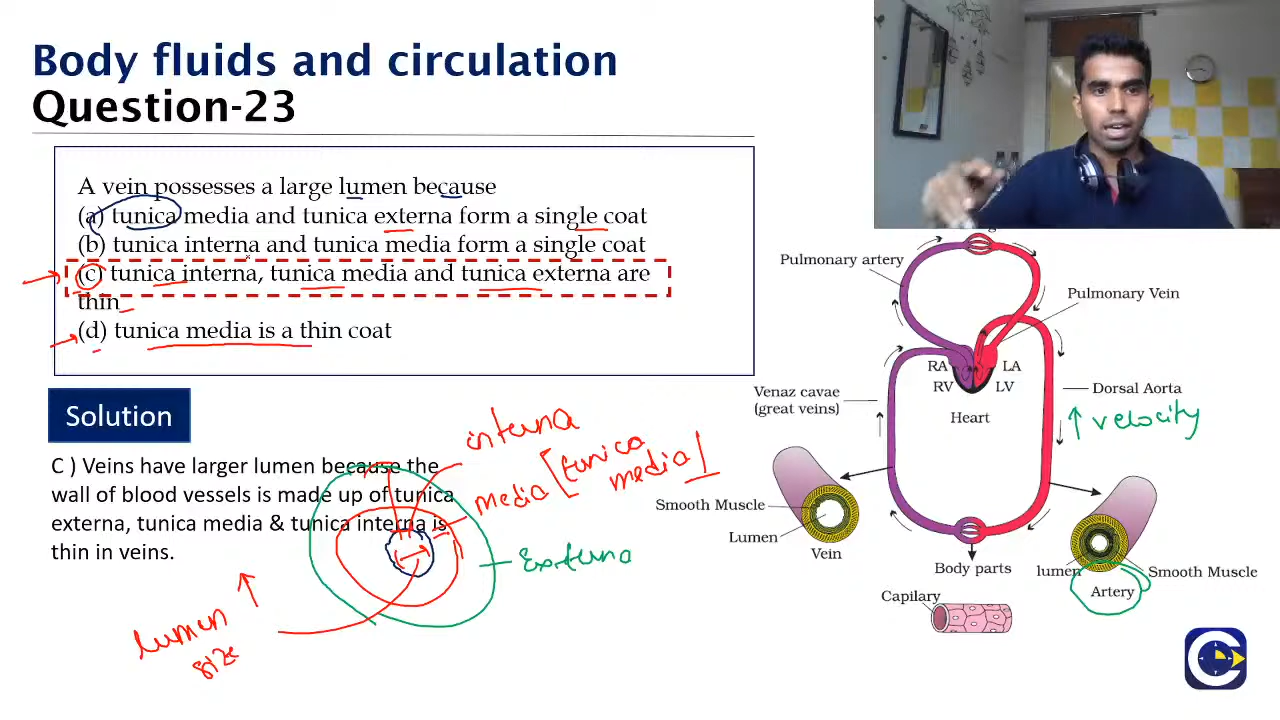 Body fluids and circulation
Question-23
A vein possesses a large lumen because
(a) tunica media and tunica externa form a single coat
(b) tunica interna and tunica media form a single coat
(c) tunica interna, tunica media and tunica externa are
thin
(d) tunica media is a thin coat
Solution
C ) Veins have larger lumen because the
wall of blood vessels is made up of tunica
externa, tunica media & tunica interna is
thin in veins.
interna
media [tunica
media]
Externa
lumen
size
Pulmonary artery
Pulmonary Vein
RA
LA
RV
LV
Heart
Venaz cavae
(great veins)
Dorsal Aorta
velocity
Smooth Muscle
Lumen
Vein
Body parts
Capilary
lumen
Smooth Muscle
Artery